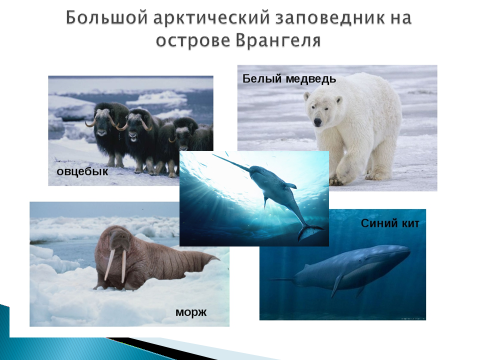 Большой арктический заповедник на
острове Врангеля
Белый медведь
овцебык
Синий кит
морж